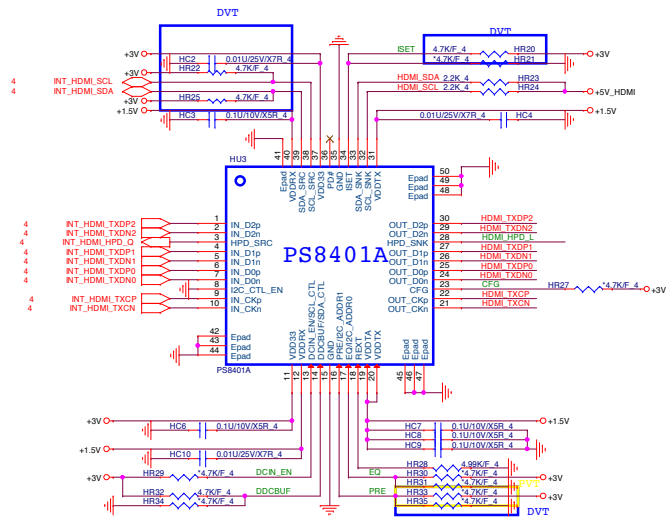 DVT
DVT
+3V
HC2 0.01U/25V/X7R_4
HR22 4.7K/F_4
+3V
4 INT_HDMI_SCL
4 INT_HDMI_SDA
+3V
HR25 4.7K/F_4
+1.5V
HC3 0.1U/10V/X5R_4
ISET 4.7K/F_4 HR20 +3V
*4.7K/F_4 HR21
HDMI_SDA 2.2K_4 HR23
HDMI_SCL 2.2K_4 HR24 +5V_HDMI
+1.5V
0.01U/25V/X7R_4 HC4
41 40 39 38 37 36 35 34 33 32 31
Epad VDDRX SDA_SRC SCL_SRC VDD33 PD# GND ISET SDA_SNK SCL_SNK VDDTX
HU3
50 Epad
49 Epad
48 Epad
4 INT_HDMI_TXDP2 1 IN_D2p
4 INT_HDMI_TXDN2 2 IN_D2n
4 INT_HDMI_HPD_Q 3 HPD_SRC
4 INT_HDMI_TXDP1 4 IN_D1p
4 INT_HDMI_TXDN1 5 IN_D1n
4 INT_HDMI_TXDP0 6 IN_D0p
4 INT_HDMI_TXDN0 7 IN_D0n
8 I2C_CTL_EN
4 INT_HDMI_TXCP 9 IN_CKp
4 INT_HDMI_TXCN 10 IN_CKn
PS8401A
OUT_D2p 30 HDMI_TXDP2
OUT_D2n 29 HDMI_TXDN2
HPD_SNK 28 HDMI_HPD_L
OUT_D1p 27 HDMI_TXDP1
OUT_D1n 26 HDMI_TXDN1
OUT_D0p 25 HDMI_TXDP0
OUT_D0n 24 HDMI_TXDN0
CFG 23 CFG HR27 *4.7K/F_4 +3V
OUT_CKp 22 HDMI_TXCP
OUT_CKn 21 HDMI_TXCN
42 Epad
43 Epad
44 Epad
PS8401A
VDD33 VDDRX DCIN_EN/SCL_CTL DDCBUF/SDA_CTL GND PRE/I2C_ADDR1 EQ/I2C_ADDR0 REXT VDDTA VDDTX Epad Epad Epad
11 12 13 14 15 16 17 18 19 20 45 46 47
+3V
HC6 0.1U/10V/X5R_4
+1.5V
HC10 0.01U/25V/X7R_4
+3V HR29 *4.7K/F_4 DCIN_EN
HR32 *4.7K/F_4 DDCBUF
HR34 *4.7K/F_4
+1.5V
HC7 0.1U/10V/X5R_4
HC8 0.1U/10V/X5R_4
HC9 0.1U/10V/X5R_4
HR28 4.99K/F_4
EQ HR30 *4.7K/F_4 +3V
HR31 *4.7K/F_4 DVT
PRE HR33 *4.7K/F_4 +3V
HR35 *4.7K/F_4
DVT